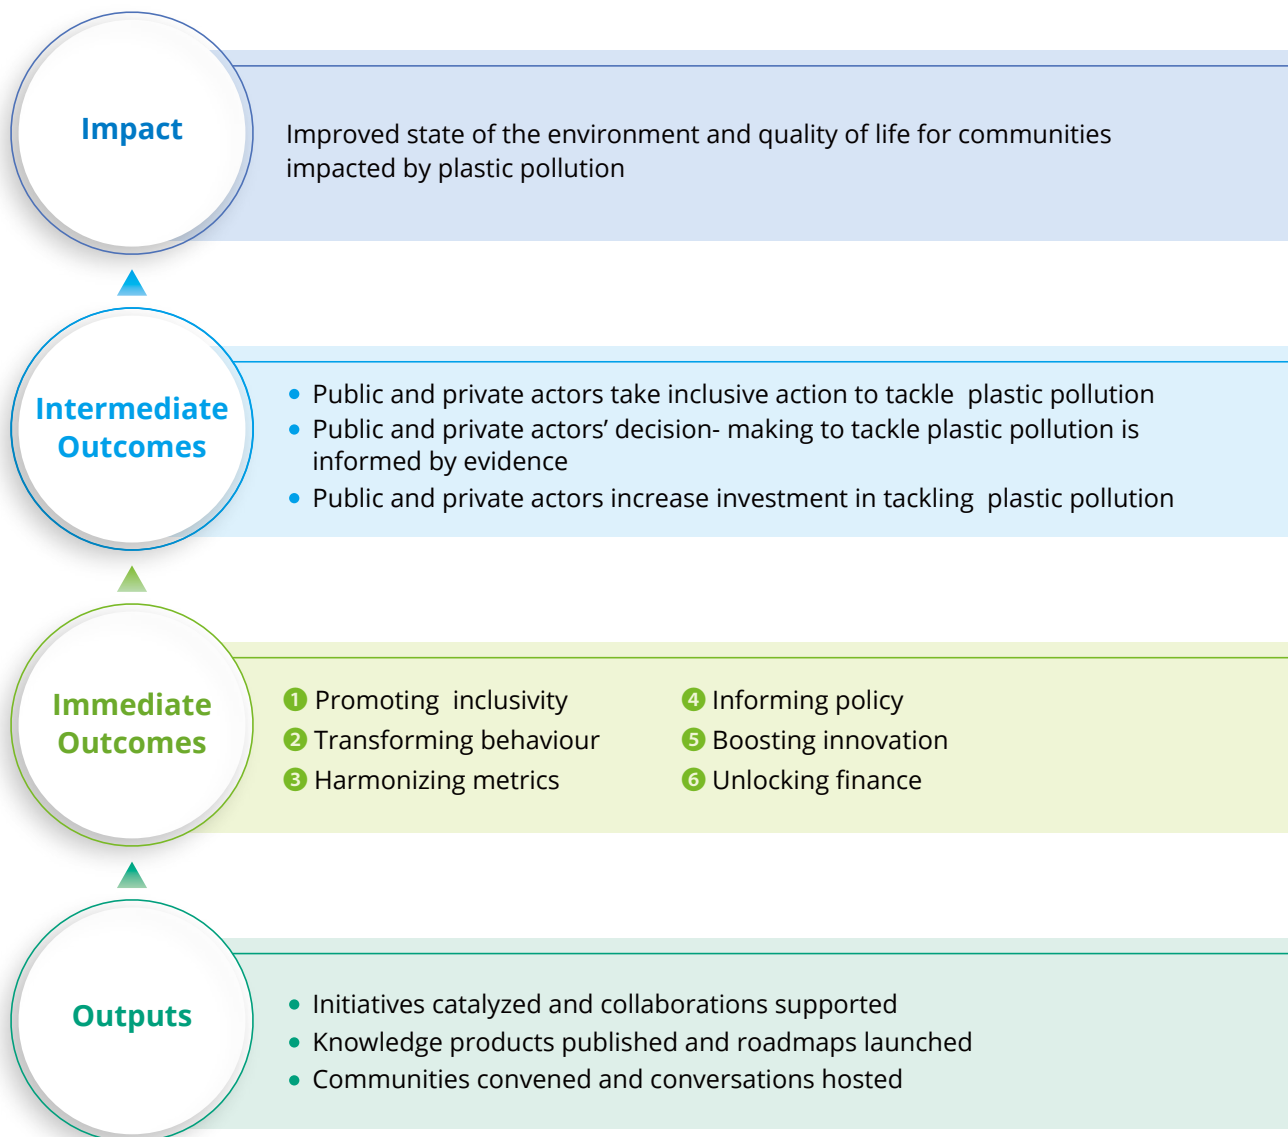 Impact
Improved state of the environment and quality of life for communities
impacted by plastic pollution
Intermediate
Outcomes
• Public and private actors take inclusive action to tackle  plastic pollution
• Public and private actors’ decision- making to tackle plastic pollution is
informed by evidence
• Public and private actors increase investment in tackling  plastic pollution
Immediate
Outcomes
1 Promoting  inclusivity
2 Transforming behaviour
3 Harmonizing metrics
4 Informing policy
5 Boosting innovation
6 Unlocking finance
Outputs
• Initiatives catalyzed and collaborations supported
• Knowledge products published and roadmaps launched
• Communities convened and conversations hosted